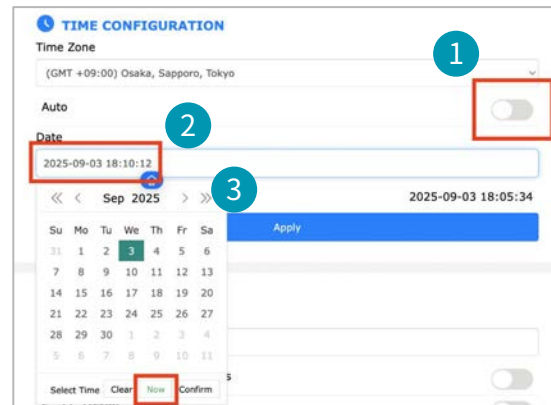 TIME CONFIGURATION
Time Zone
1
(GMT +09:00) Osaka, Sapporo, Tokyo
Auto
2
Date
2025-09-03 18:10:12
3
Sep 2025
2025-09-03 18:05:34
Su Mo Tu We Th Fr Sa
Apply
31 1 2 3 4 5 6
7 8 9 10 11 12 13
14 15 16 17 18 19 20
21 22 23 24 25 26 27
28 29 30 1 2 3 4
5 6 7 8 9 10 11
Select Time Clear Now Confirm